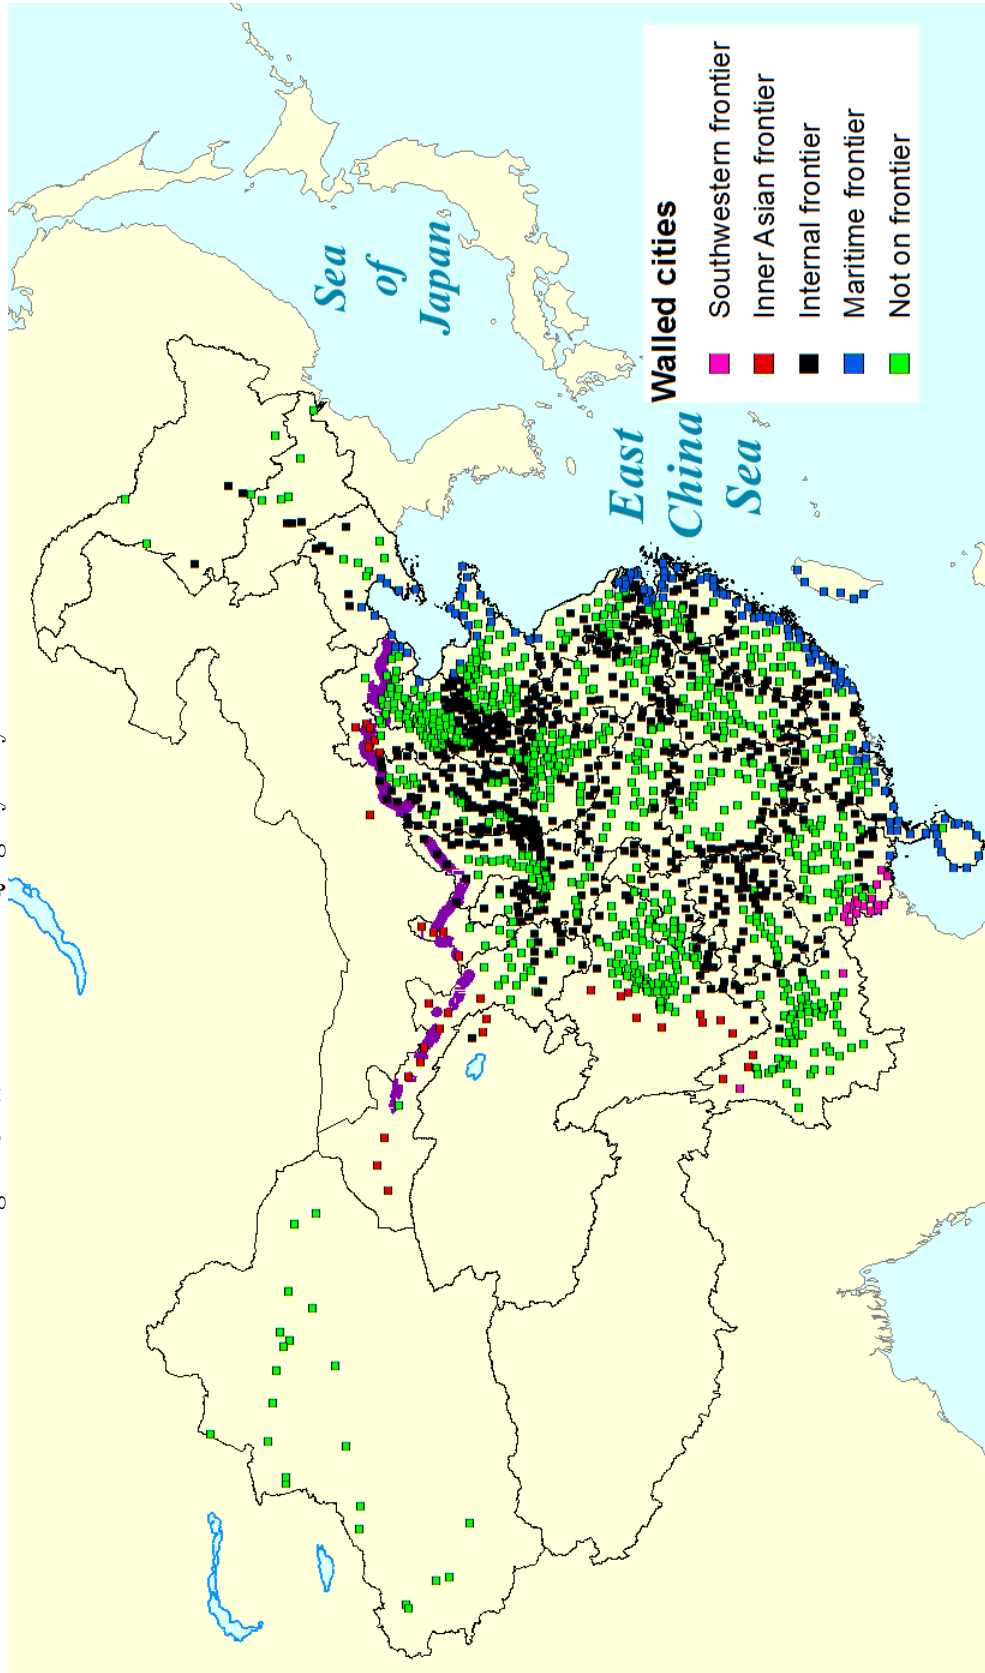 Sea
of
Japan
East
China
Sea
Walled cities
Southwestern frontier
Inner Asian frontier
Internal frontier
Maritime frontier
Not on frontier